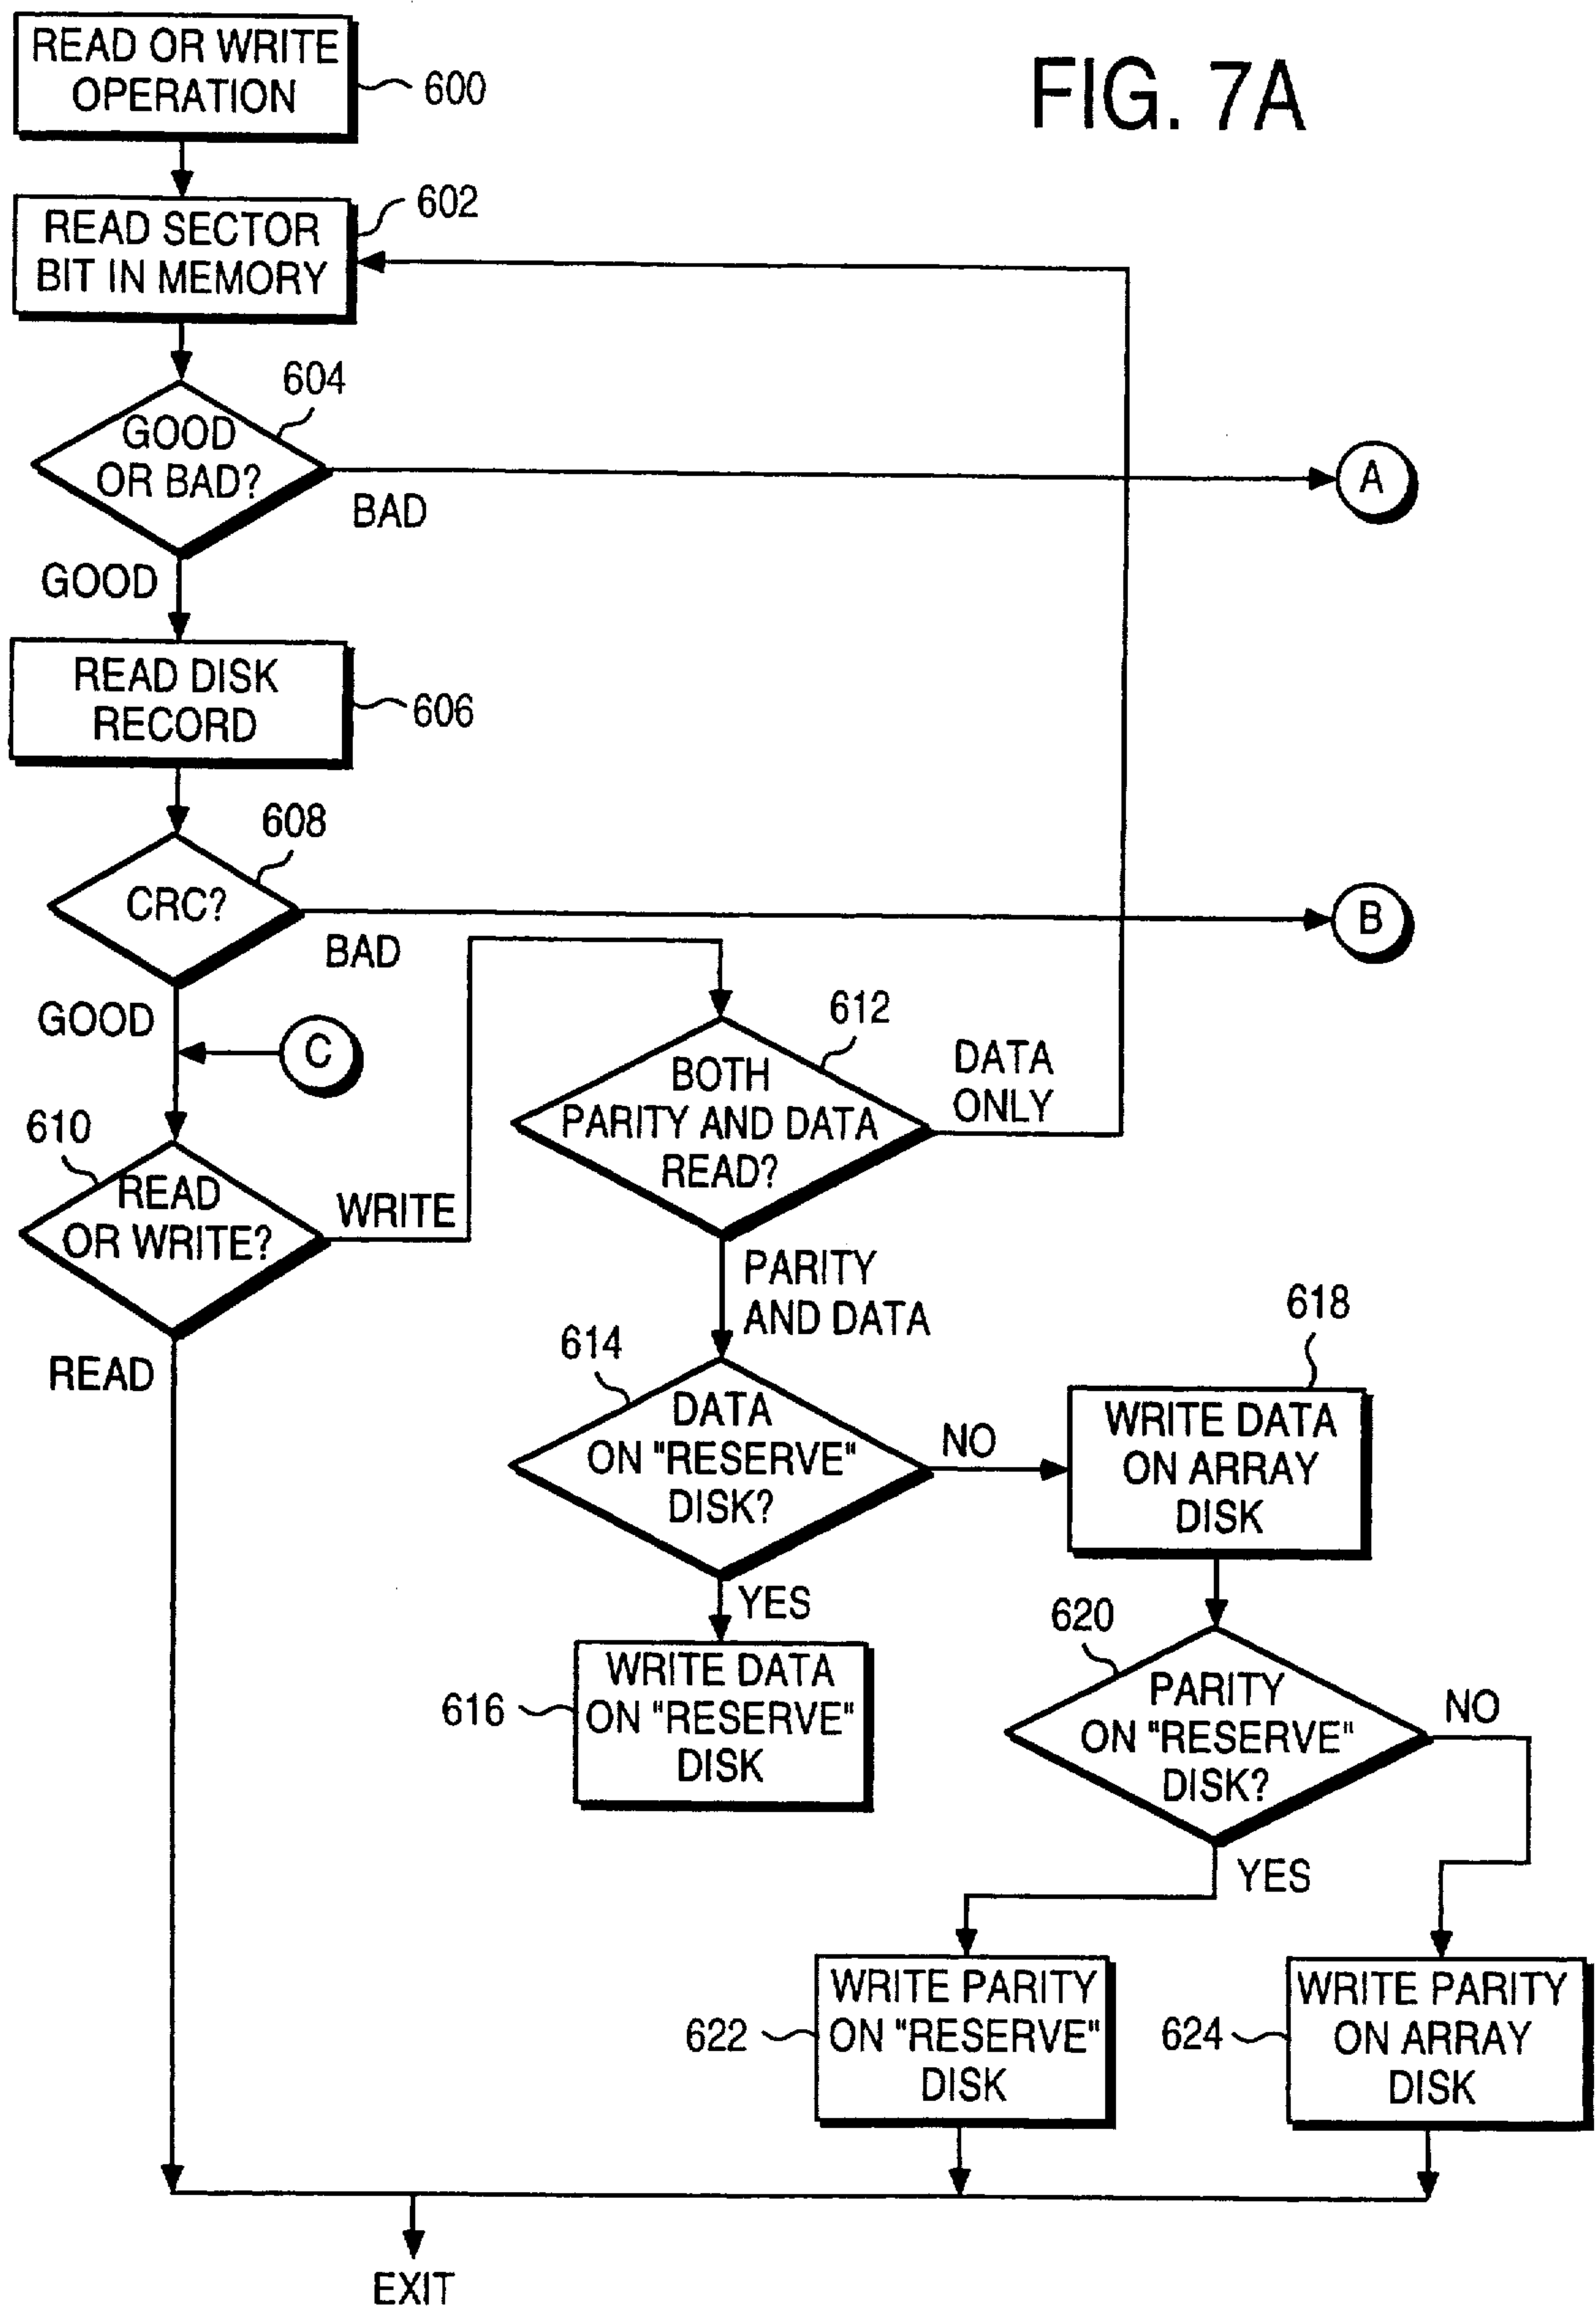 FIG. 7A
READ OR WRITE
OPERATION
600
READ SECTOR
BIT IN MEMORY
602
604
GOOD
OR BAD?
BAD
A
GOOD
READ DISK
RECORD
606
608
CRC?
BAD
B
GOOD
C
610
READ
OR WRITE?
WRITE
READ
612
BOTH
PARITY AND DATA
READ?
DATA
ONLY
PARITY
AND DATA
614
DATA
ON "RESERVE"
DISK?
NO
YES
618
WRITE DATA
ON ARRAY
DISK
616
WRITE DATA
ON "RESERVE"
DISK
620
PARITY
ON "RESERVE"
DISK?
NO
YES
622
WRITE PARITY
ON "RESERVE"
DISK
624
WRITE PARITY
ON ARRAY
DISK
EXIT